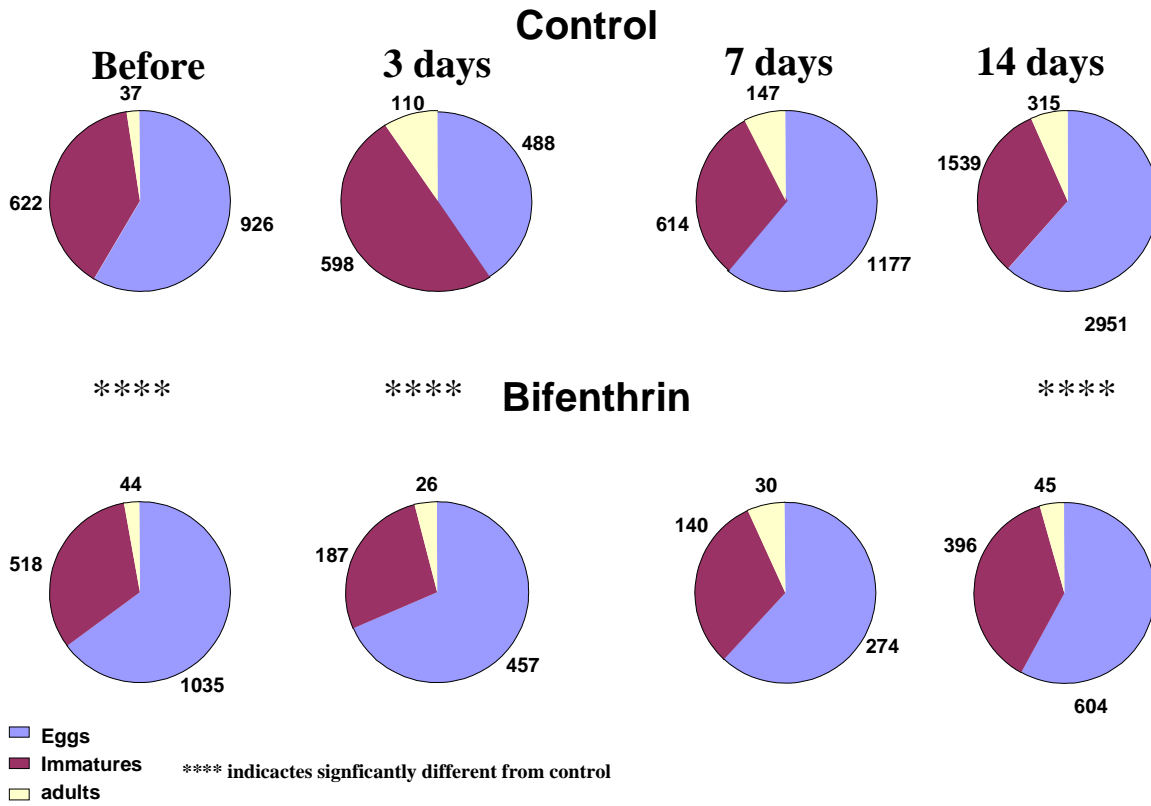 Control
Before
3 days
7 days
14 days
37
622
926
110
488
598
147
614
1177
315
1539
2951
****
****
Bifenthrin
****
44
518
1035
26
187
457
30
140
274
45
396
604
Eggs
Immatures
adults
**** indicactes signficantly different from control